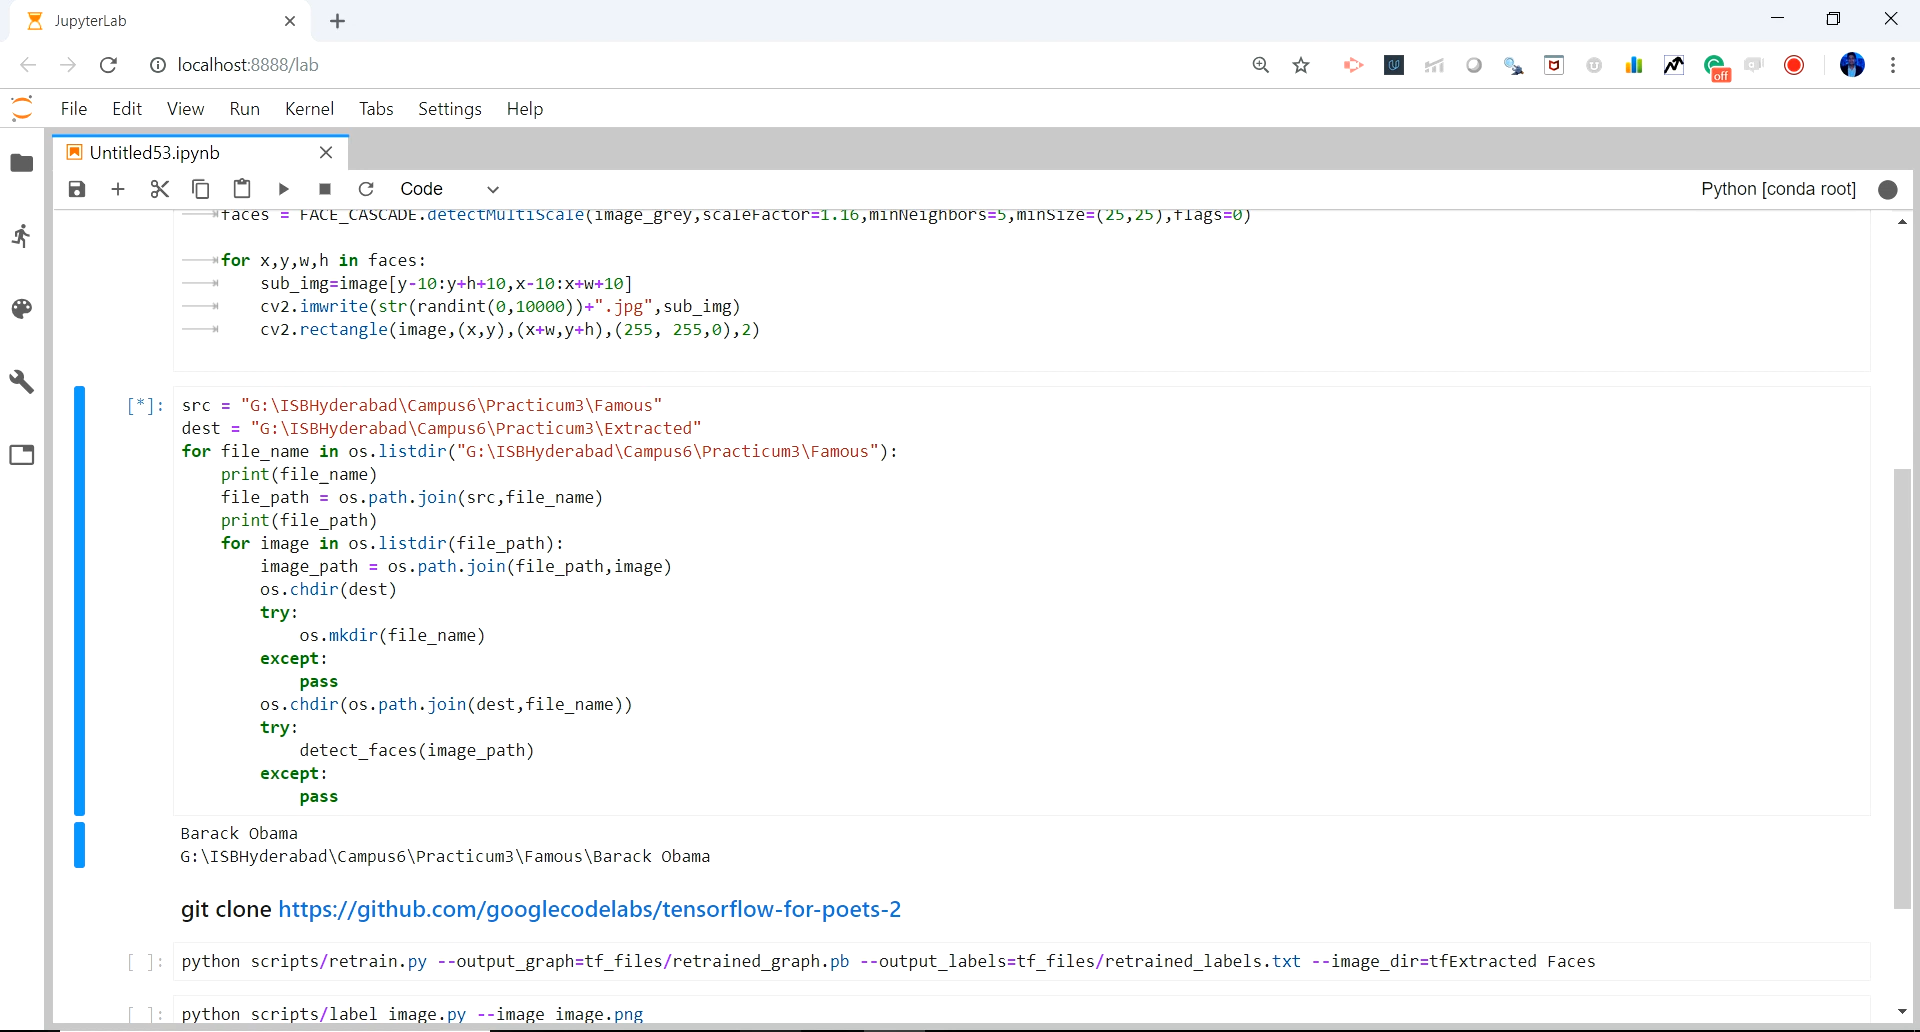 JupyterLab
localhost:8888/lab
off
File Edit View Run Kernel Tabs Settings Help
Untitled53.ipynb
Code
Python [conda root]
faces = FACE_CASCADE.detectMultiScale(image_grey,scaleFactor=1.16,minNeighbors=5,minSize=(25,25),flags=0)
for x,y,w,h in faces:
sub_img=image[y-10:y+h+10,x-10:x+w+10]
cv2.imwrite(str(randint(0,10000))+".jpg",sub_img)
cv2.rectangle(image,(x,y),(x+w,y+h),(255, 255,0),2)
[*]: src = "G:\ISBHyderabad\Campus6\Practicum3\Famous"
dest = "G:\ISBHyderabad\Campus6\Practicum3\Extracted"
for file_name in os.listdir("G:\ISBHyderabad\Campus6\Practicum3\Famous"):
print(file_name)
file_path = os.path.join(src,file_name)
print(file_path)
for image in os.listdir(file_path):
image_path = os.path.join(file_path,image)
os.chdir(dest)
try:
os.mkdir(file_name)
except:
pass
os.chdir(os.path.join(dest,file_name))
try:
detect_faces(image_path)
except:
pass
Barack Obama
G:\ISBHyderabad\Campus6\Practicum3\Famous\Barack Obama
git clone https://github.com/googlecodelabs/tensorflow-for-poets-2
[ ]: python scripts/retrain.py --output_graph=tf_files/retrained_graph.pb --output_labels=tf_files/retrained_labels.txt --image_dir=tfExtracted Faces
[ ]: python scripts/label_image.py --image image.png